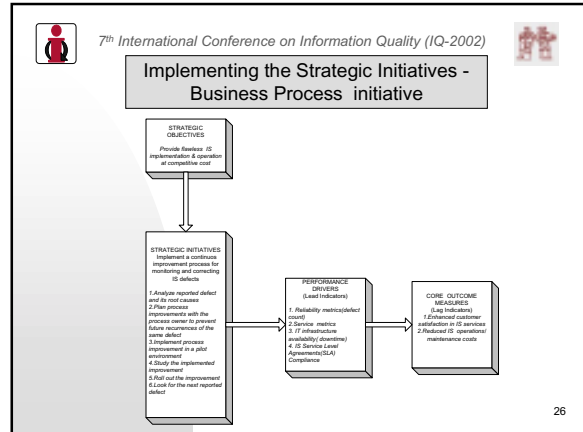 7th International Conference on Information Quality (IQ-2002)
Implementing the Strategic Initiatives -
Business Process initiative
STRATEGIC
OBJECTIVES
Provide flawless IS
implementation & operation
at competitive cost
STRATEGIC INITIATIVES
Implement a continuos
improvement process for
monitoring and correcting
IS defects
1.Analyze reported defect
and its root causes
2.Plan process
improvements with the
process owner to prevent
future recurrences of the
same defect
3.Implement process
improvement in a pilot
environment
4.Study the implemented
improvement
5.Roll out the improvement
6.Look for the next reported
defect
PERFORMANCE
DRIVERS
(Lead Indicators)
1. Reliability metrics(defect
count)
2.Service metrics
3. IT infrastructure
availability( downtime)
4. IS Service Level
Agreements(SLA)
Compliance
CORE OUTCOME
MEASURES
(Lag Indicators)
1.Enhanced customer
satisfaction in IS services
2.Reduced IS operations/
maintenance costs
26